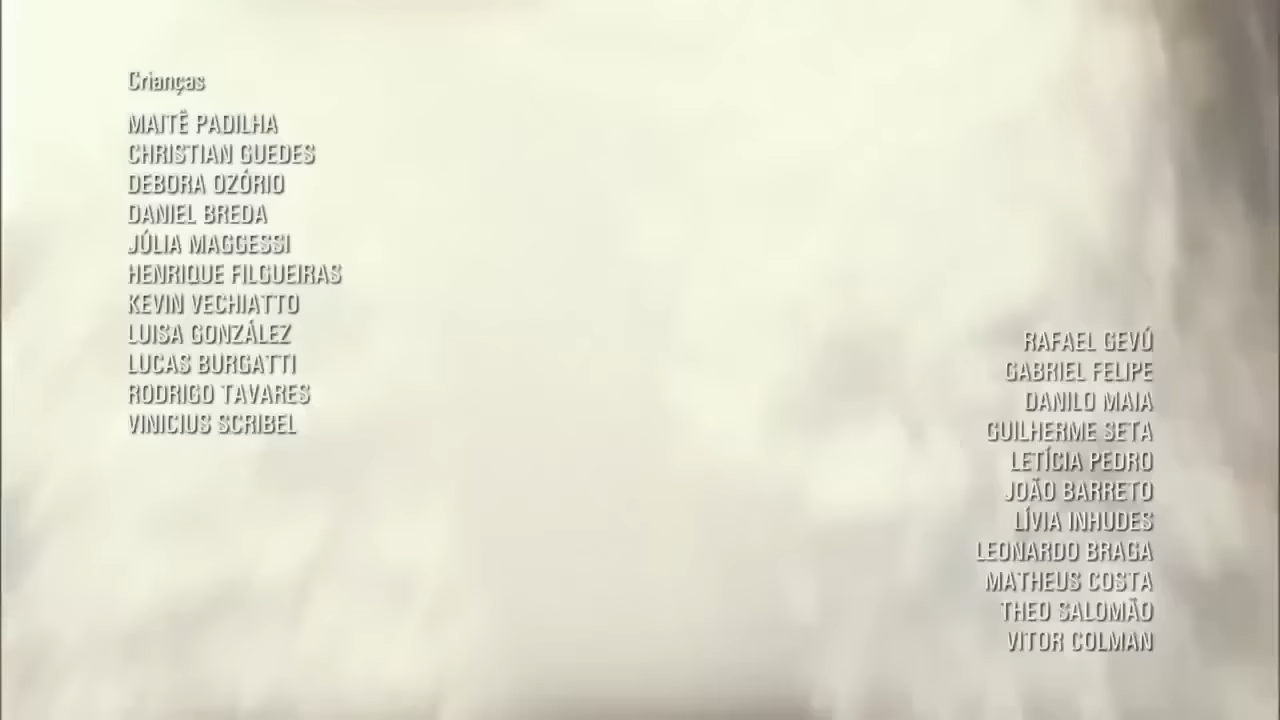 Crianças
MAITÊ PADILHA
CHRISTIAN GUEDES
DEBORA OZÓRIO
DANIEL BREDA
JÚLIA MAGGESSI
HENRIQUE FILGUEIRAS
KEVIN VECHIATTO
LUISA GONZÁLEZ
LUCAS BURGATTI
RODRIGO TAVARES
VINICIUS SCRIBEL
RAFAEL GEVÚ
GABRIEL FELIPE
DANILO MAIA
GUILHERME SETA
LETÍCIA PEDRO
JOÃO BARRETO
LÍVIA INHUDES
LEONARDO BRAGA
MATHEUS COSTA
THEO SALOMÃO
VITOR COLMAN